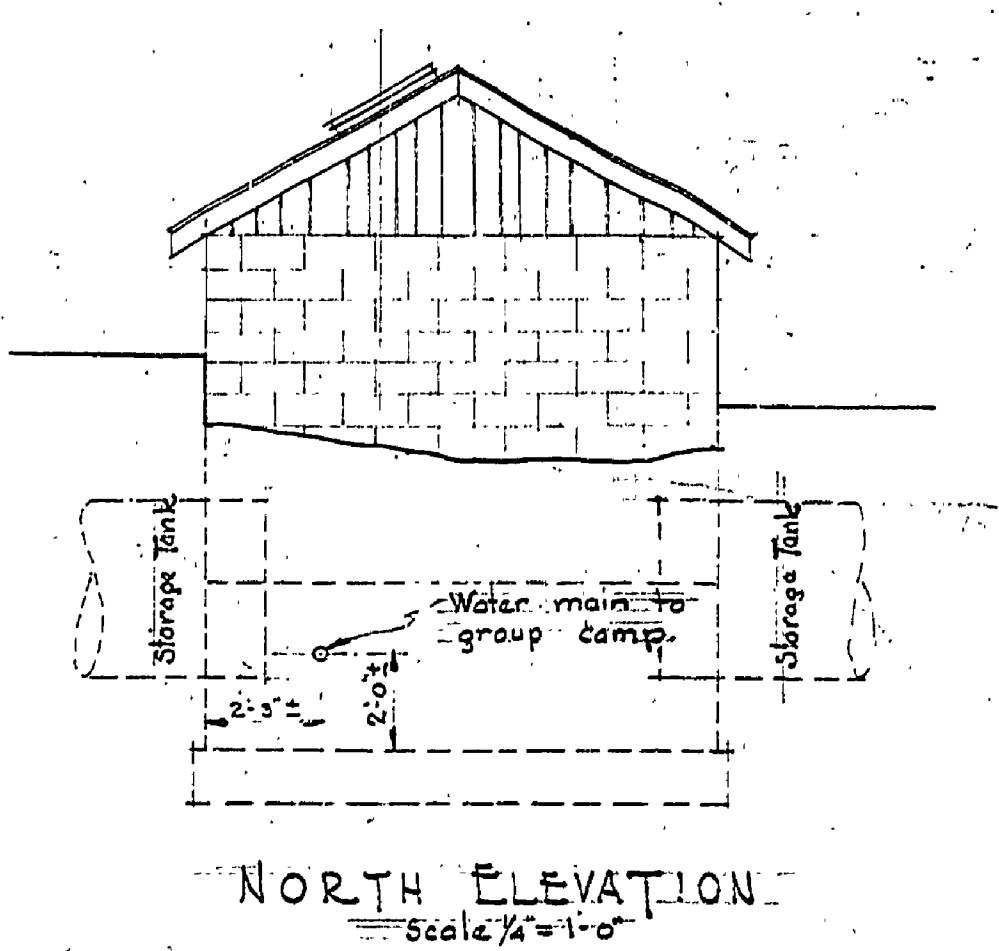 Storage Tank
Storage Tank
Water main to
group camp.
2'-3" ±
2'-0" ±
NORTH ELEVATION
Scale 1/4" = 1'-0"